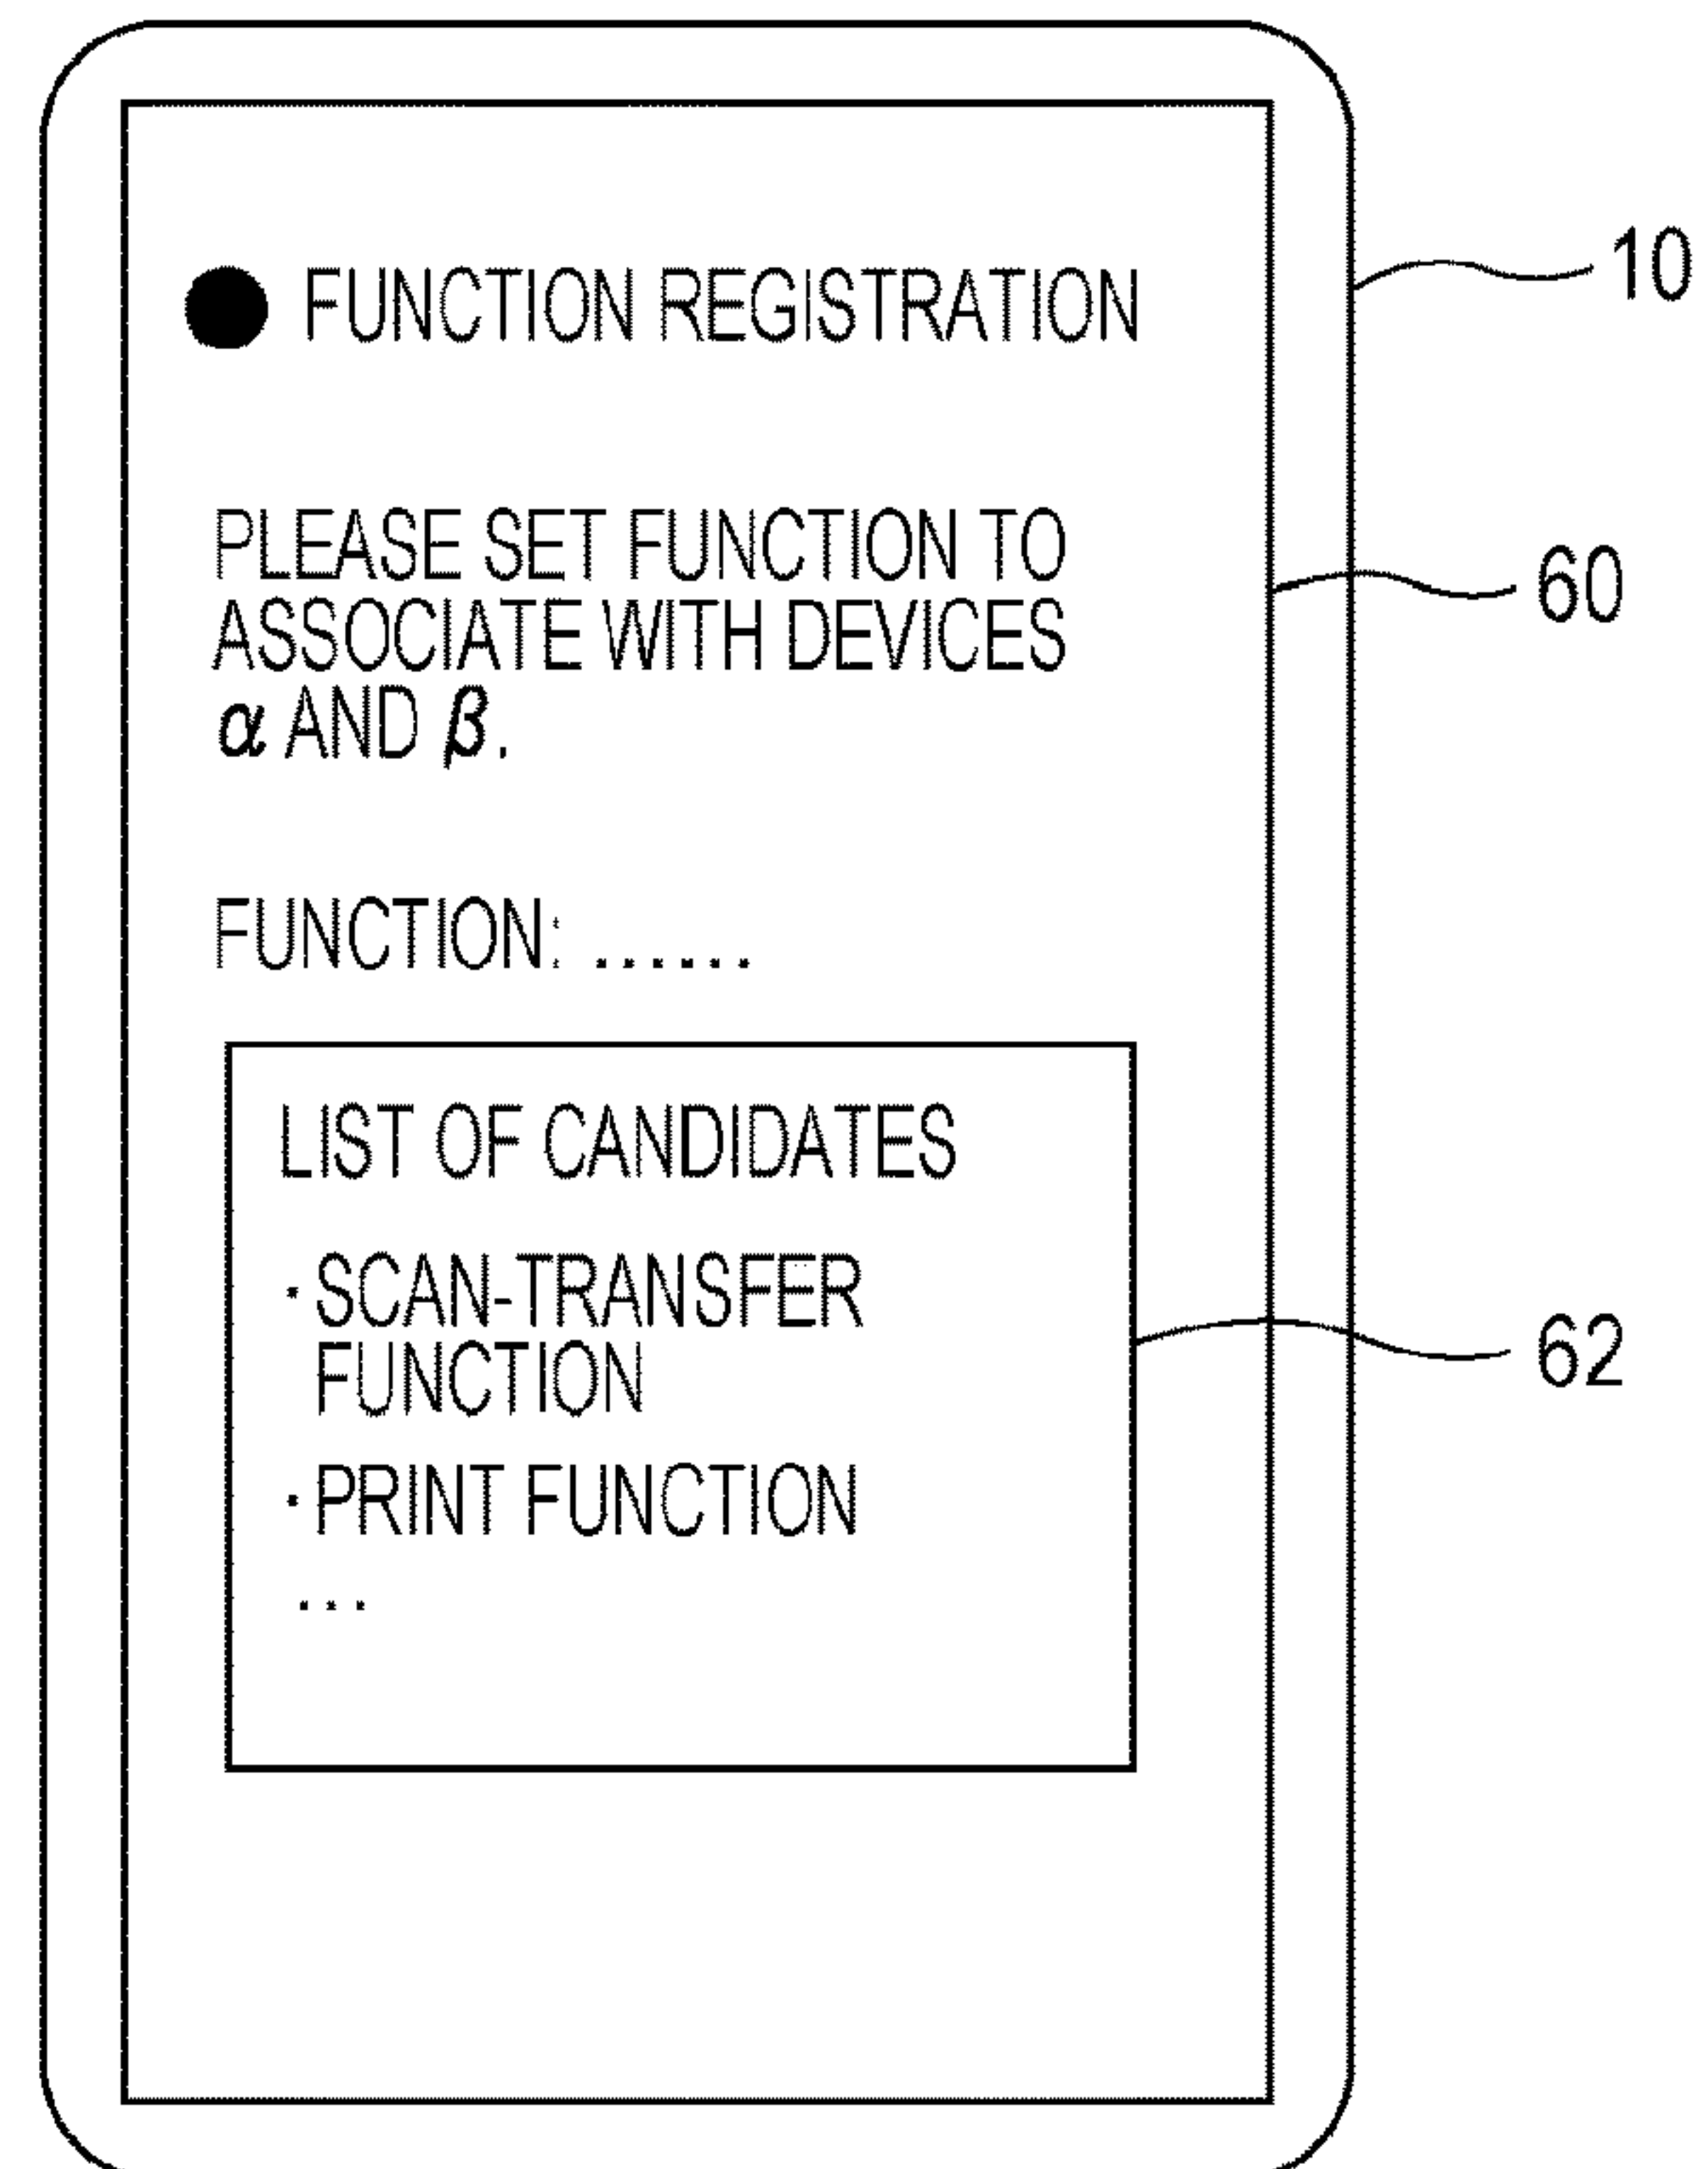 ● FUNCTION REGISTRATION
10
PLEASE SET FUNCTION TO
ASSOCIATE WITH DEVICES
α AND β.
60
FUNCTION: ......
LIST OF CANDIDATES
・SCAN-TRANSFER
FUNCTION
62
・PRINT FUNCTION
...